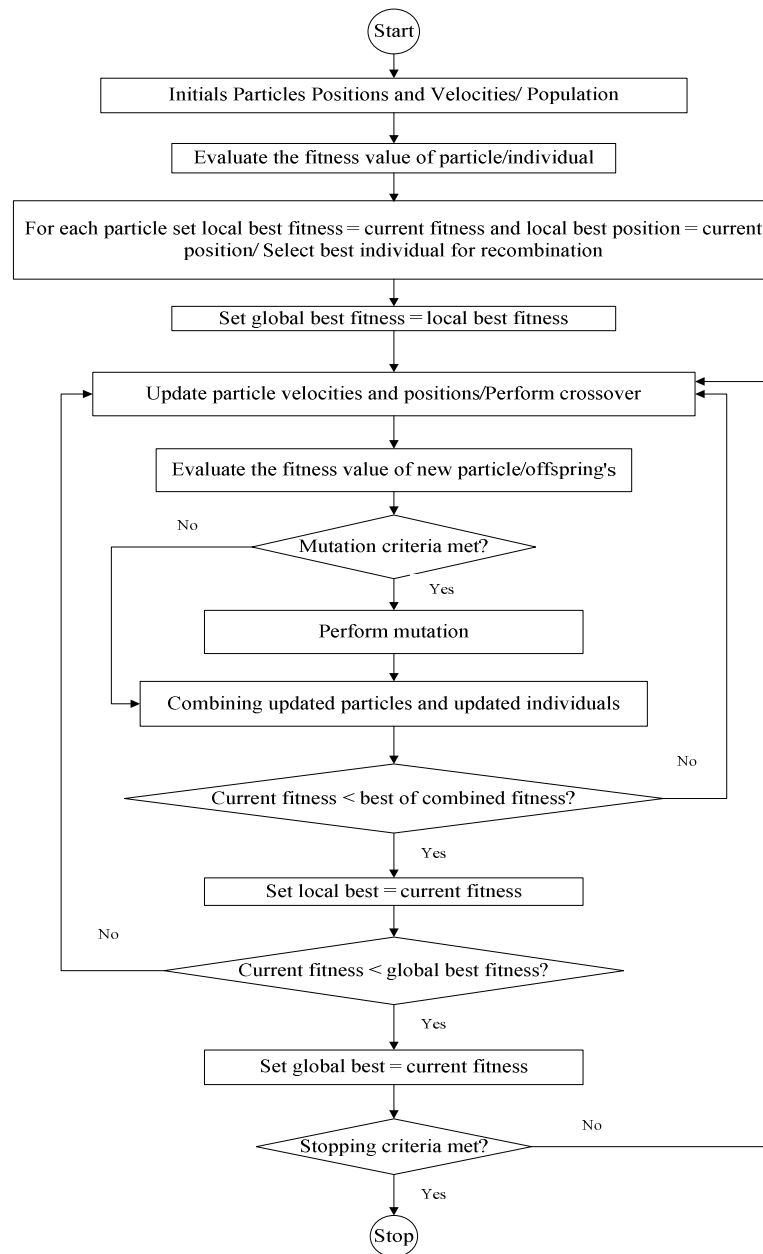 Start
Initials Particles Positions and Velocities/ Population
Evaluate the fitness value of particle/individual
For each particle set local best fitness = current fitness and local best position = current
position/ Select best individual for recombination
Set global best fitness = local best fitness
Update particle velocities and positions/Perform crossover
Evaluate the fitness value of new particle/offspring's
No
Mutation criteria met?
Yes
Perform mutation
Combining updated particles and updated individuals
No
Current fitness < best of combined fitness?
Yes
Set local best = current fitness
No
Current fitness < global best fitness?
Yes
Set global best = current fitness
No
Stopping criteria met?
Yes
Stop